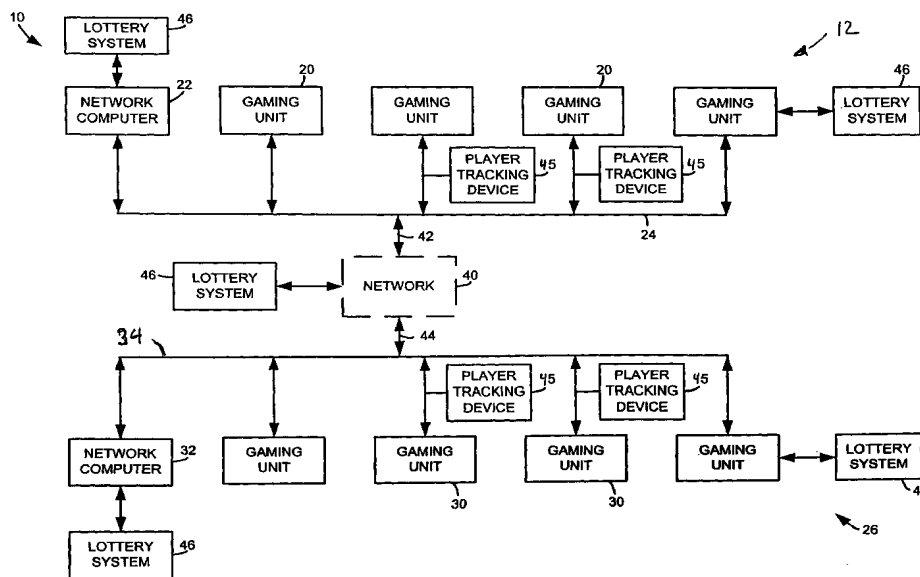 10
LOTTERY
SYSTEM
46
12
NETWORK
COMPUTER
22
GAMING
UNIT
20
GAMING
UNIT
GAMING
UNIT
20
GAMING
UNIT
LOTTERY
SYSTEM
46
PLAYER
TRACKING
DEVICE
45
PLAYER
TRACKING
DEVICE
45
24
42
46
LOTTERY
SYSTEM
NETWORK
40
44
34
PLAYER
TRACKING
DEVICE
45
PLAYER
TRACKING
DEVICE
45
NETWORK
COMPUTER
32
GAMING
UNIT
GAMING
UNIT
30
GAMING
UNIT
30
GAMING
UNIT
LOTTERY
SYSTEM
26
LOTTERY
SYSTEM
46